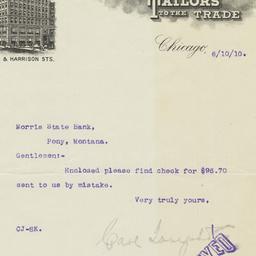 TAILORS
TO THE TRADE
& HARRISON STS.
Chicago, 6/10/10.
Morris State Bank,
Pony, Montana.
Gentlemen:-
Enclosed please find check for $96.70
sent to us by mistake.
Very truly yours,
CJ-SK.